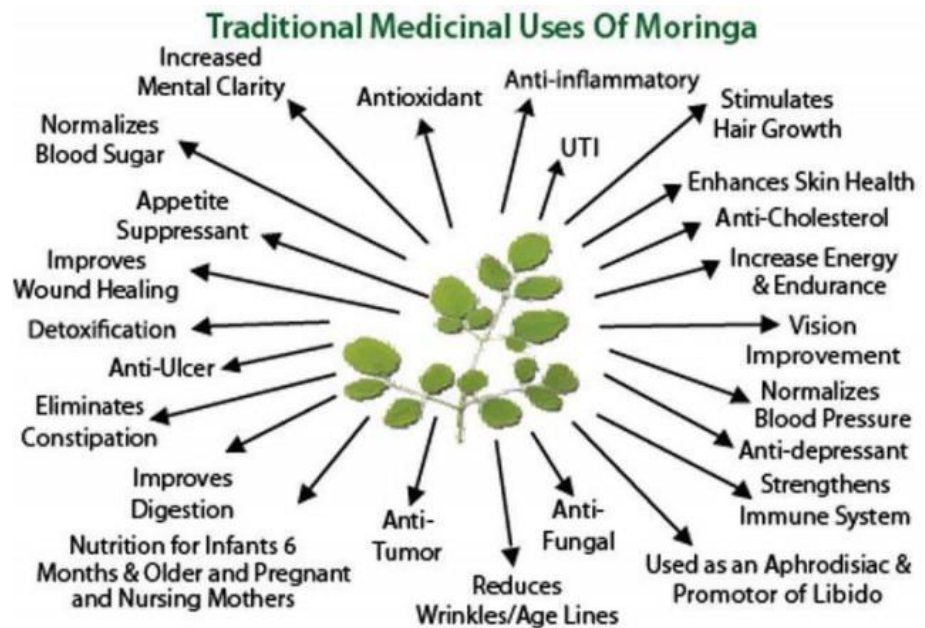 Traditional Medicinal Uses Of Moringa
Increased
Mental Clarity
Antioxidant
Anti-inflammatory
Stimulates
Hair Growth
Normalizes
Blood Sugar
UTI
Enhances Skin Health
Appetite
Suppressant
Anti-Cholesterol
Improves
Wound Healing
Increase Energy
& Endurance
Detoxification
Vision
Improvement
Anti-Ulcer
Normalizes
Blood Pressure
Eliminates
Constipation
Anti-depressant
Improves
Digestion
Strengthens
Immune System
Anti-
Tumor
Anti-
Fungal
Nutrition for Infants 6
Months & Older and Pregnant
and Nursing Mothers
Reduces
Wrinkles/Age Lines
Used as an Aphrodisiac &
Promotor of Libido